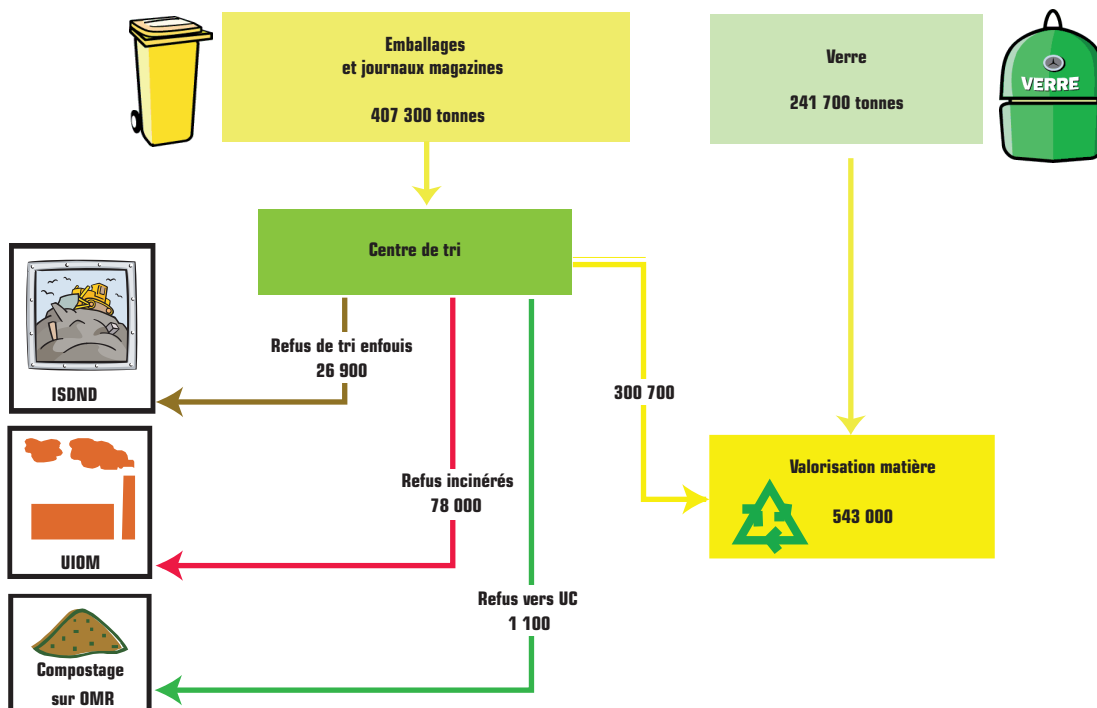 Emballages
et journaux magazines
407 300 tonnes
Verre
241 700 tonnes
VERRE
Centre de tri
Refus de tri enfouis
26 900
ISDND
300 700
Valorisation matière
543 000
Refus incinérés
78 000
UIOM
Refus vers UC
1 100
Compostage
sur OMR